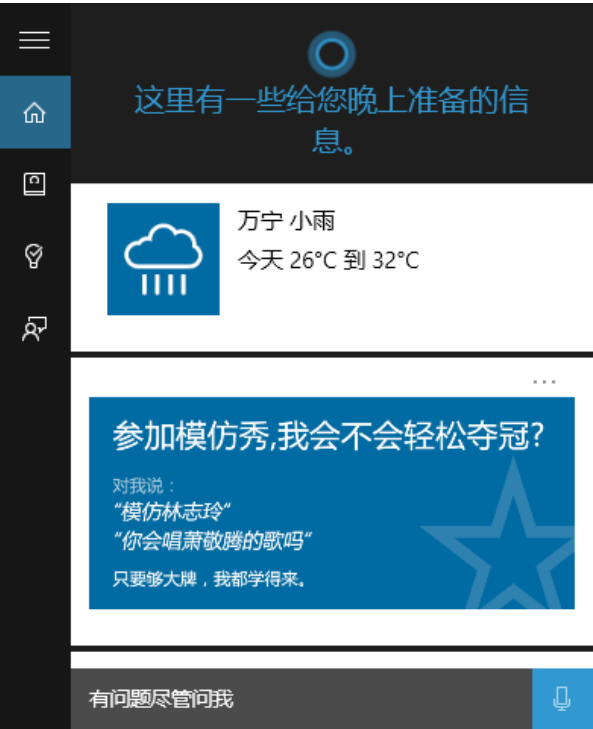 这里有一些给您晚上准备的信
息。
万宁 小雨
今天 26°C 到 32°C
...
参加模仿秀,我会不会轻松夺冠?
对我说：
“模仿林志玲”
“你会唱萧敬腾的歌吗”
只要够大牌，我都学得来。
有问题尽管问我